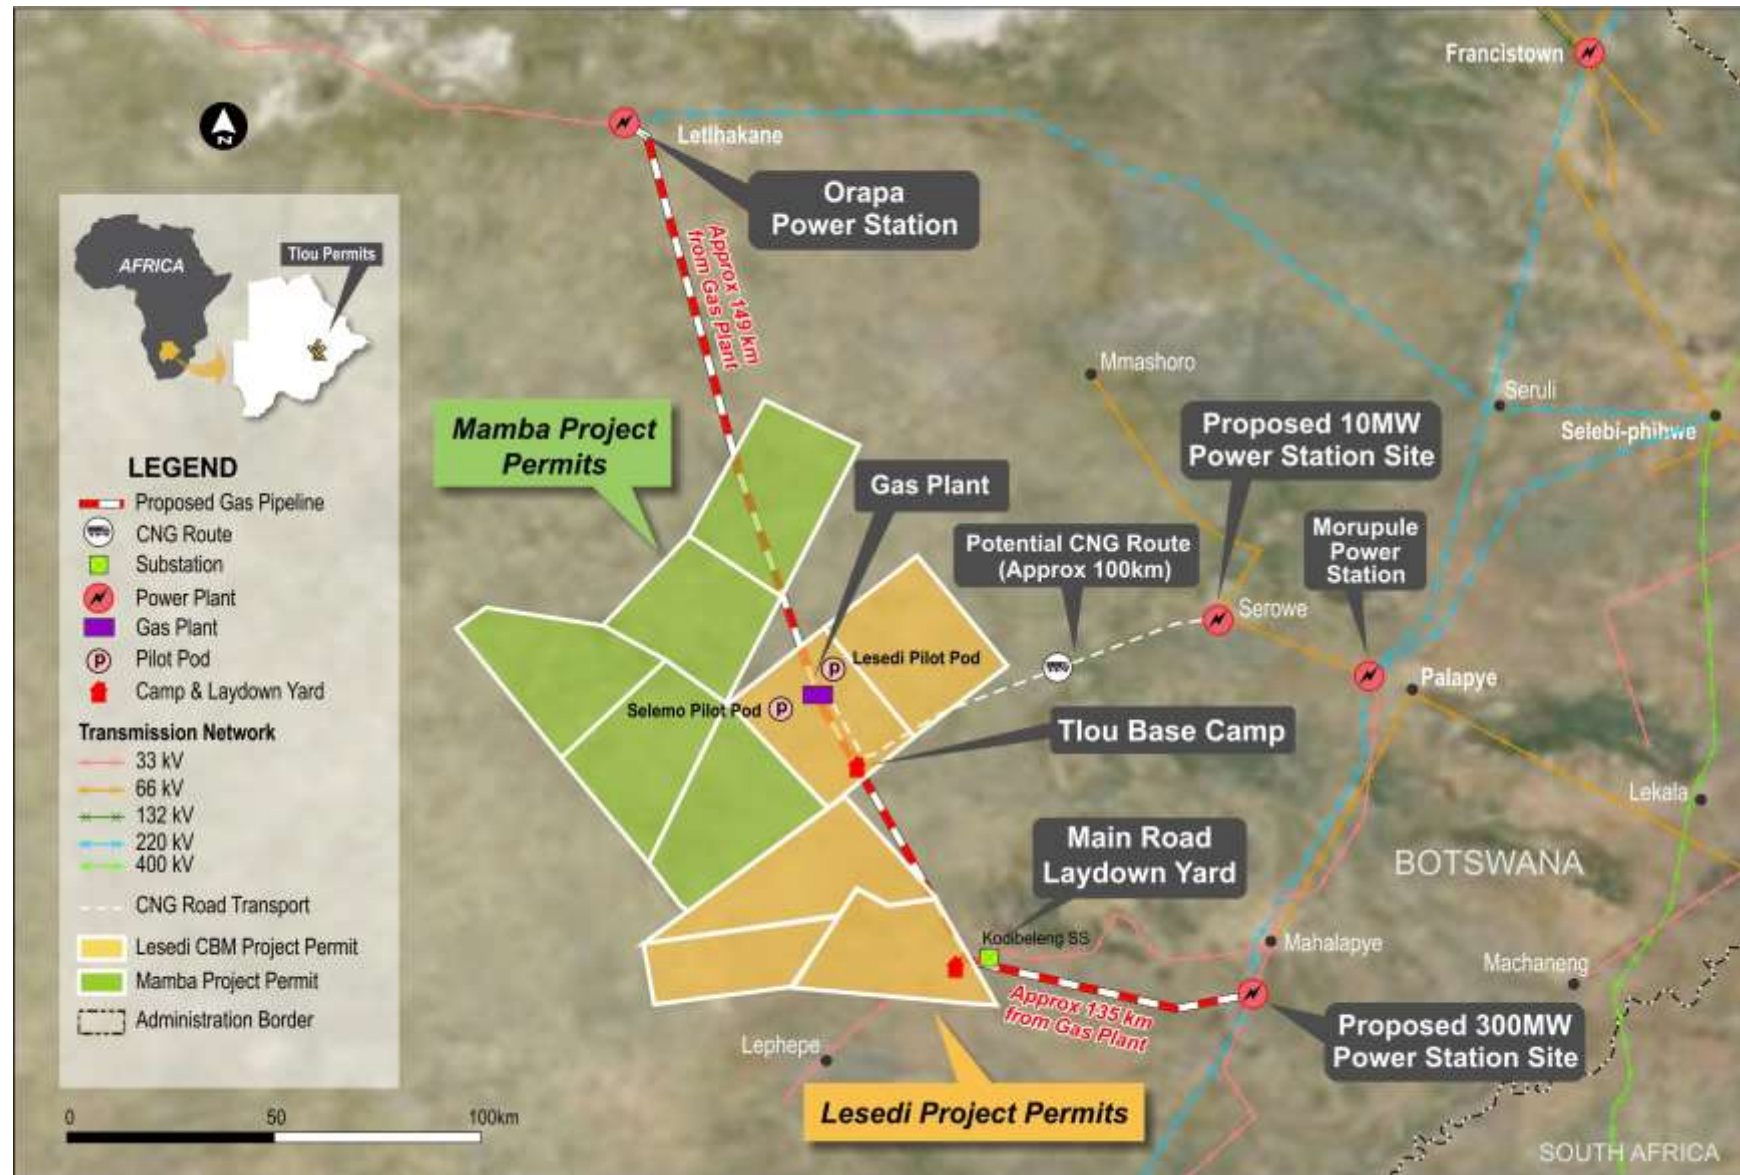 Francistown
Letlhakane
Orapa
Power Station
N
AFRICA
Tlou Permits
Approx 149 km
from Gas Plant
Mmashoro
Seruli
Selebi-phihwe
Mamba Project
Permits
Proposed 10MW
Power Station Site
Gas Plant
Potential CNG Route
(Approx 100km)
Morupule
Power
Station
Serowe
Palapye
LEGEND
Proposed Gas Pipeline
CNG Route
Substation
Power Plant
Gas Plant
P
Pilot Pod
Camp & Laydown Yard
Transmission Network
33 kV
66 kV
132 kV
220 kV
400 kV
CNG Road Transport
Lesedi CBM Project Permit
Mamba Project Permit
Administration Border
P
Lesedi Pilot Pod
Selemo Pilot Pod
P
Tlou Base Camp
Lekala
Main Road
Laydown Yard
BOTSWANA
Kodibeleng SS
Mahalapye
Machaneng
Approx 135 km
from Gas Plant
Proposed 300MW
Power Station Site
Lephepe
Lesedi Project Permits
0
50
100km
SOUTH AFRICA